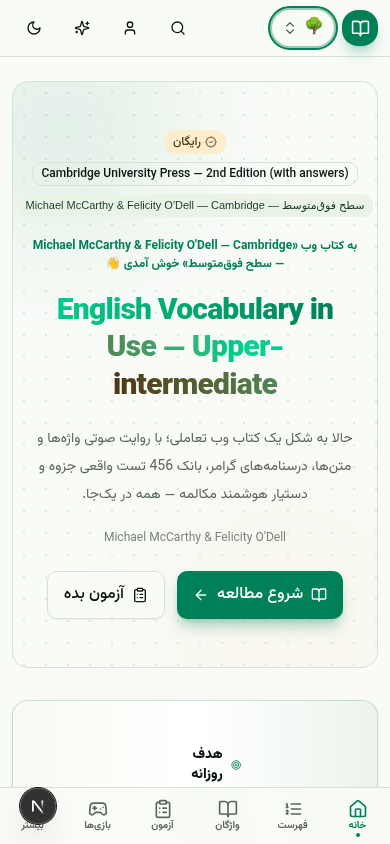 رایگان
Cambridge University Press — 2nd Edition (with answers)
Michael McCarthy & Felicity O'Dell — Cambridge — سطح فوق‌متوسط
به کتاب وب «Michael McCarthy & Felicity O'Dell — Cambridge
— سطح فوق‌متوسط» خوش آمدی 👋
English Vocabulary in
Use — Upper-
intermediate
حالا به شکل یک کتاب وب تعاملی؛ با روایت صوتی واژه‌ها و
متن‌ها، درسنامه‌های گرامر، بانک 456 تست واقعی جزوه و
دستیار هوشمند مکالمه — همه در یک‌جا.
Michael McCarthy & Felicity O'Dell
شروع مطالعه
آزمون بده
هدف
روزانه
خانه
فهرست
واژگان
آزمون
بازی‌ها
بیشتر
N